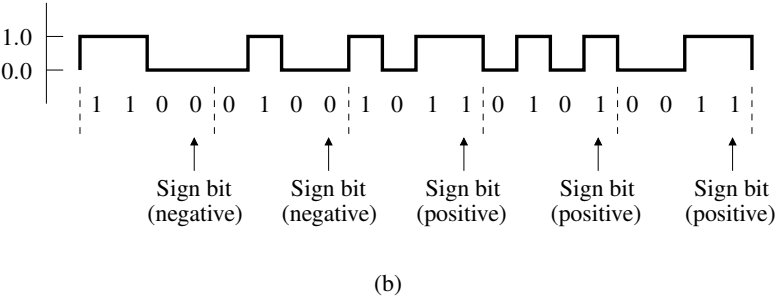 1.0
0.0
1 1 0 0 0 1 0 0 1 0 1 1 0 1 0 1 0 0 1 1
Sign bit (negative)
Sign bit (negative)
Sign bit (positive)
Sign bit (positive)
Sign bit (positive)
(b)